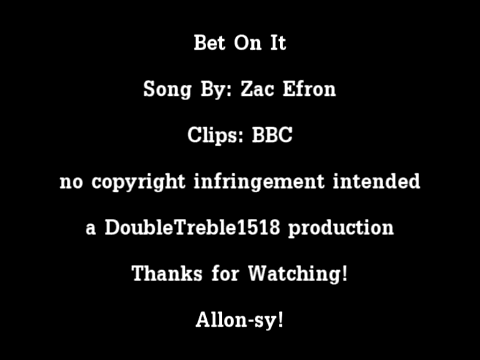 Bet On It
Song By: Zac Efron
Clips: BBC
no copyright infringement intended
a DoubleTreble1518 production
Thanks for Watching!
Allon-sy!